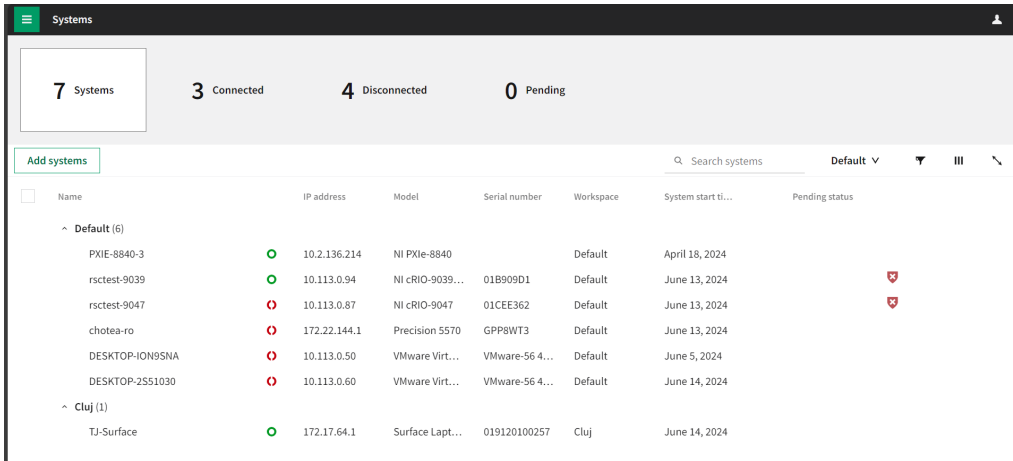 Systems
7 Systems 3 Connected 4 Disconnected 0 Pending
Add systems Search systems Default
Name IP address Model Serial number Workspace System start ti... Pending status
Default (6)
PXIE-8840-3 10.2.136.214 NI PXIe-8840 Default April 18, 2024
rsctest-9039 10.113.0.94 NI cRIO-9039... 01B909D1 Default June 13, 2024
rsctest-9047 10.113.0.87 NI cRIO-9047 01CEE362 Default June 13, 2024
chotea-ro 172.22.144.1 Precision 5570 GPP8WT3 Default June 13, 2024
DESKTOP-ION9SNA 10.113.0.50 VMware Virt... VMware-56 4... Default June 5, 2024
DESKTOP-2S51030 10.113.0.60 VMware Virt... VMware-56 4... Default June 14, 2024
Cluj (1)
TJ-Surface 172.17.64.1 Surface Lapt... 019120100257 Cluj June 14, 2024